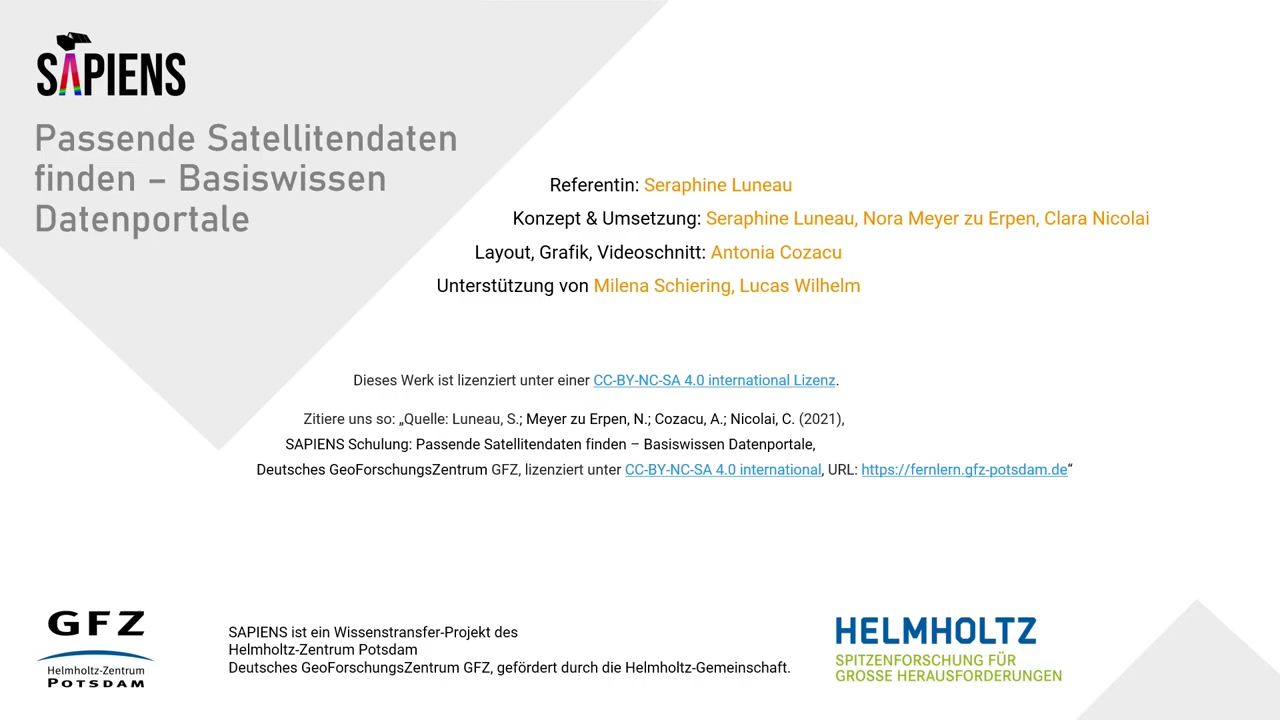 SAPIENS
Passende Satellitendaten
finden – Basiswissen
Datenportale
Referentin: Seraphine Luneau
Konzept & Umsetzung: Seraphine Luneau, Nora Meyer zu Erpen, Clara Nicolai
Layout, Grafik, Videoschnitt: Antonia Cozacu
Unterstützung von Milena Schiering, Lucas Wilhelm
Dieses Werk ist lizenziert unter einer CC-BY-NC-SA 4.0 international Lizenz.
Zitiere uns so: „Quelle: Luneau, S.; Meyer zu Erpen, N.; Cozacu, A.; Nicolai, C. (2021),
SAPIENS Schulung: Passende Satellitendaten finden – Basiswissen Datenportale,
Deutsches GeoForschungsZentrum GFZ, lizenziert unter CC-BY-NC-SA 4.0 international, URL: https://fernlern.gfz-potsdam.de“
GFZ
Helmholtz-Zentrum
POTSDAM
SAPIENS ist ein Wissenstransfer-Projekt des
Helmholtz-Zentrum Potsdam
Deutsches GeoForschungsZentrum GFZ, gefördert durch die Helmholtz-Gemeinschaft.
HELMHOLTZ
SPITZENFORSCHUNG FÜR
GROSSE HERAUSFORDERUNGEN